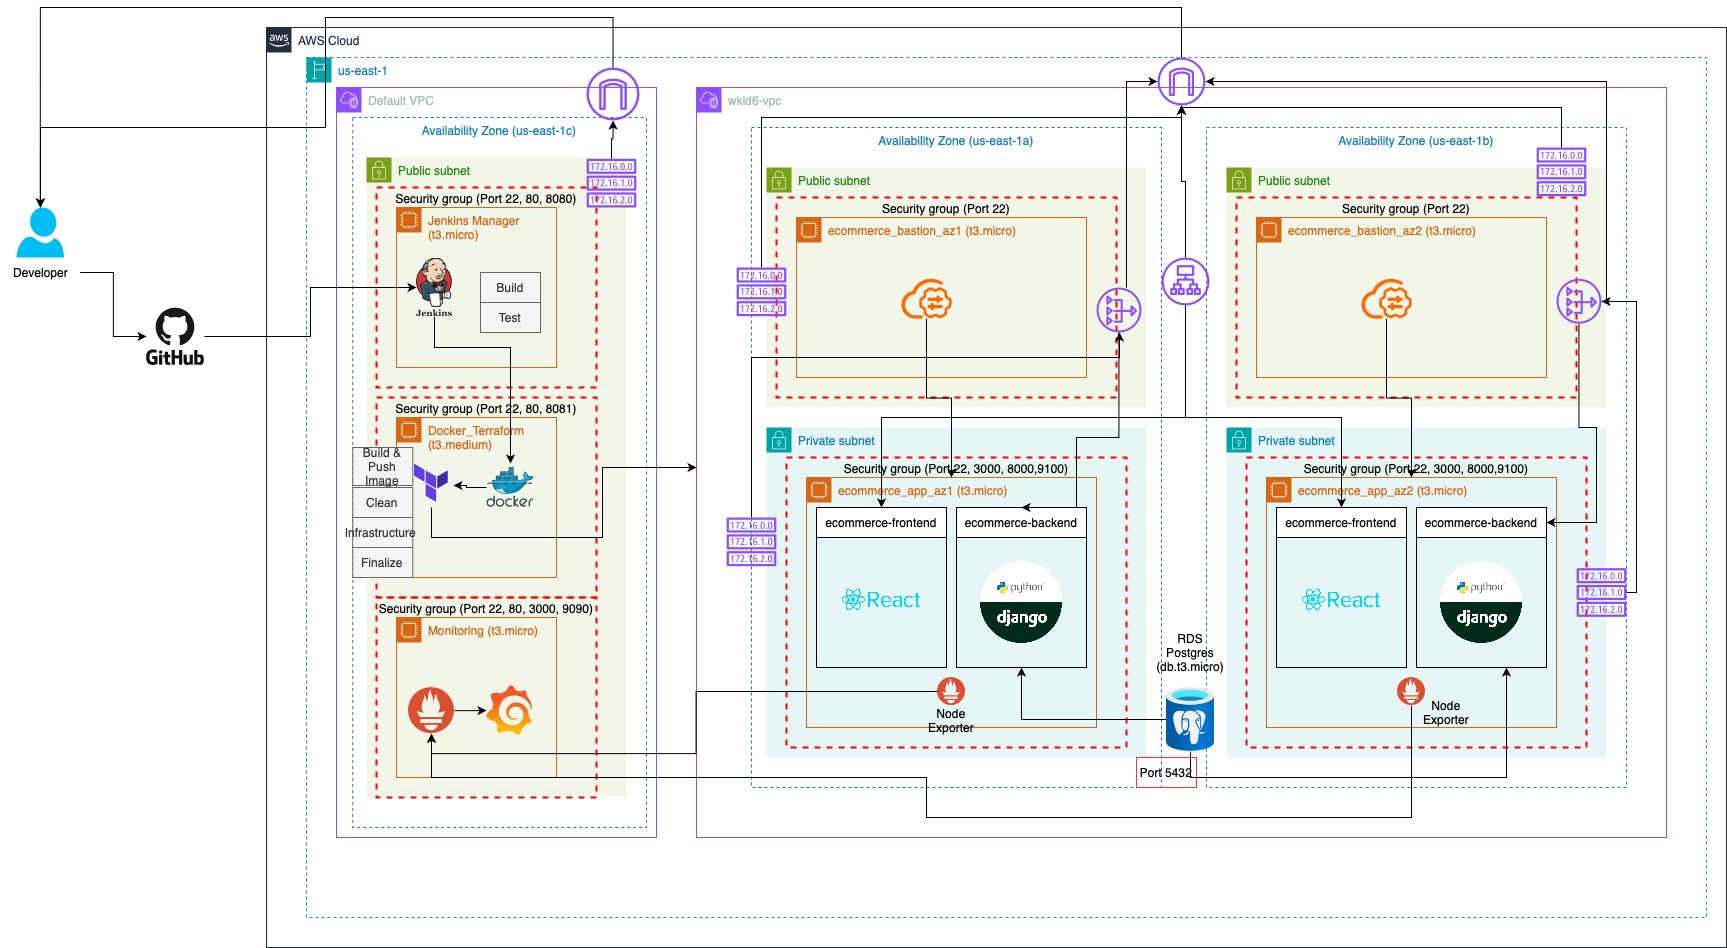 aws
AWS Cloud
us-east-1
Default VPC
Availability Zone (us-east-1c)
172.16.0.0
172.16.1.0
172.16.2.0
Public subnet
Security group (Port 22, 80, 8080)
Jenkins Manager
(t3.micro)
Jenkins
Build
Test
Developer
GitHub
Security group (Port 22, 80, 8081)
Docker_Terraform
(t3.medium)
Build &
Push
Image
Clean
Infrastructure
Finalize
docker
Security group (Port 22, 80, 3000, 9090)
Monitoring (t3.micro)
wkld6-vpc
Availability Zone (us-east-1a)
Public subnet
Security group (Port 22)
ecommerce_bastion_az1 (t3.micro)
172.16.0.0
172.16.1.0
172.16.2.0
Private subnet
Security group (Port 22, 3000, 8000,9100)
ecommerce_app_az1 (t3.micro)
ecommerce-frontend
ecommerce-backend
172.16.0.0
172.16.1.0
172.16.2.0
React
python
django
Node
Exporter
RDS
Postgres
(db.t3.micro)
Port 5432
Availability Zone (us-east-1b)
172.16.0.0
172.16.1.0
172.16.2.0
Public subnet
Security group (Port 22)
ecommerce_bastion_az2 (t3.micro)
Private subnet
Security group (Port 22, 3000, 8000,9100)
ecommerce_app_az2 (t3.micro)
ecommerce-frontend
ecommerce-backend
React
python
django
172.16.0.0
172.16.1.0
172.16.2.0
Node
Exporter